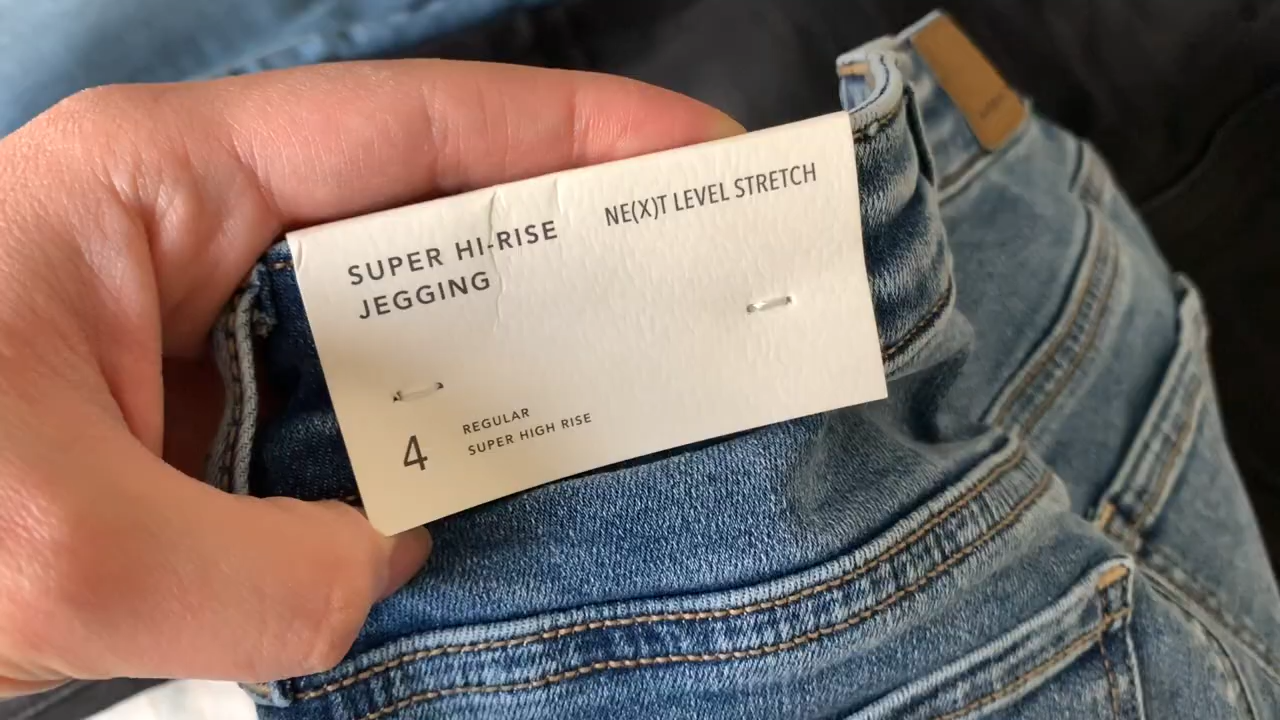 SUPER HI-RISE
JEGGING
NE(X)T LEVEL STRETCH
4
REGULAR
SUPER HIGH RISE